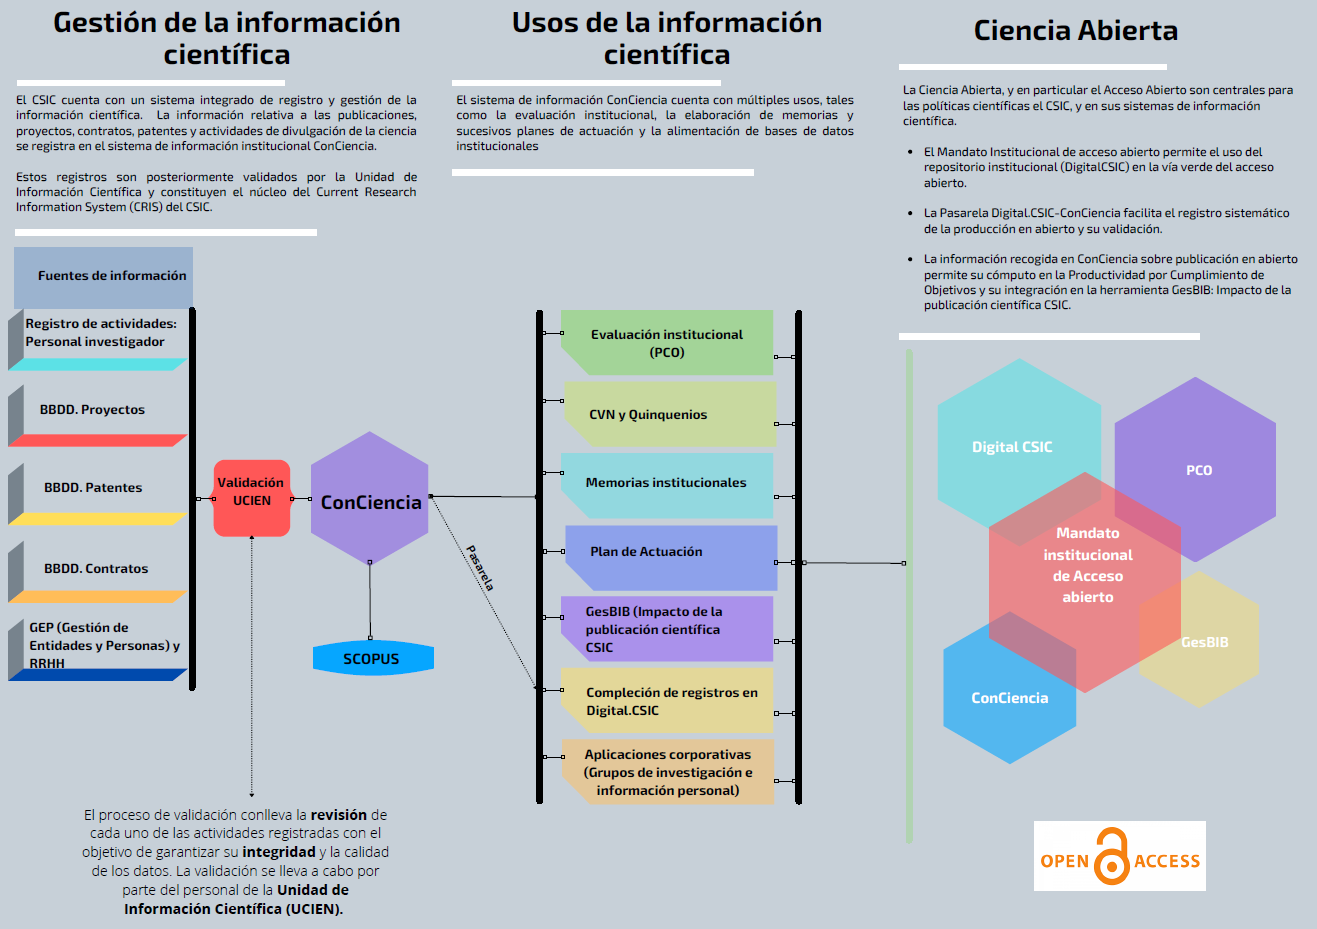 Gestión de la información
científica
El CSIC cuenta con un sistema integrado de registro y gestión de la
información científica. La información relativa a las publicaciones,
proyectos, contratos, patentes y actividades de divulgación de la ciencia
se registra en el sistema de información institucional ConCiencia.
Estos registros son posteriormente validados por la Unidad de
Información Científica y constituyen el núcleo del Current Research
Information System (CRIS) del CSIC.
Fuentes de información
Registro de actividades:
Personal investigador
BBDD. Proyectos
BBDD. Patentes
BBDD. Contratos
GEP (Gestión de
Entidades y Personas) y
RRHH
Validación
UCIEN
ConCiencia
SCOPUS
Pasarela
El proceso de validación conlleva la revisión de
cada uno de las actividades registradas con el
objetivo de garantizar su integridad y la calidad
de los datos. La validación se lleva a cabo por
parte del personal de la Unidad de
Información Científica (UCIEN).
Usos de la información
científica
El sistema de información ConCiencia cuenta con múltiples usos, tales
como la evaluación institucional, la elaboración de memorias y
sucesivos planes de actuación y la alimentación de bases de datos
institucionales
Evaluación institucional
(PCO)
CVN y Quinquenios
Memorias institucionales
Plan de Actuación
GesBIB (Impacto de la
publicación científica
CSIC
Compleción de registros en
Digital.CSIC
Aplicaciones corporativas
(Grupos de investigación e
información personal)
Ciencia Abierta
La Ciencia Abierta, y en particular el Acceso Abierto son centrales para
las políticas científicas el CSIC, y en sus sistemas de información
científica.
• El Mandato Institucional de acceso abierto permite el uso del
repositorio institucional (DigitalCSIC) en la vía verde del acceso
abierto.
• La Pasarela Digital.CSIC-ConCiencia facilita el registro sistemático
de la producción en abierto y su validación.
• La información recogida en ConCiencia sobre publicación en abierto
permite su cómputo en la Productividad por Cumplimiento de
Objetivos y su integración en la herramienta GesBIB: Impacto de la
publicación científica CSIC.
Digital CSIC
PCO
Mandato
institucional
de Acceso
abierto
GesBIB
ConCiencia
OPEN ACCESS